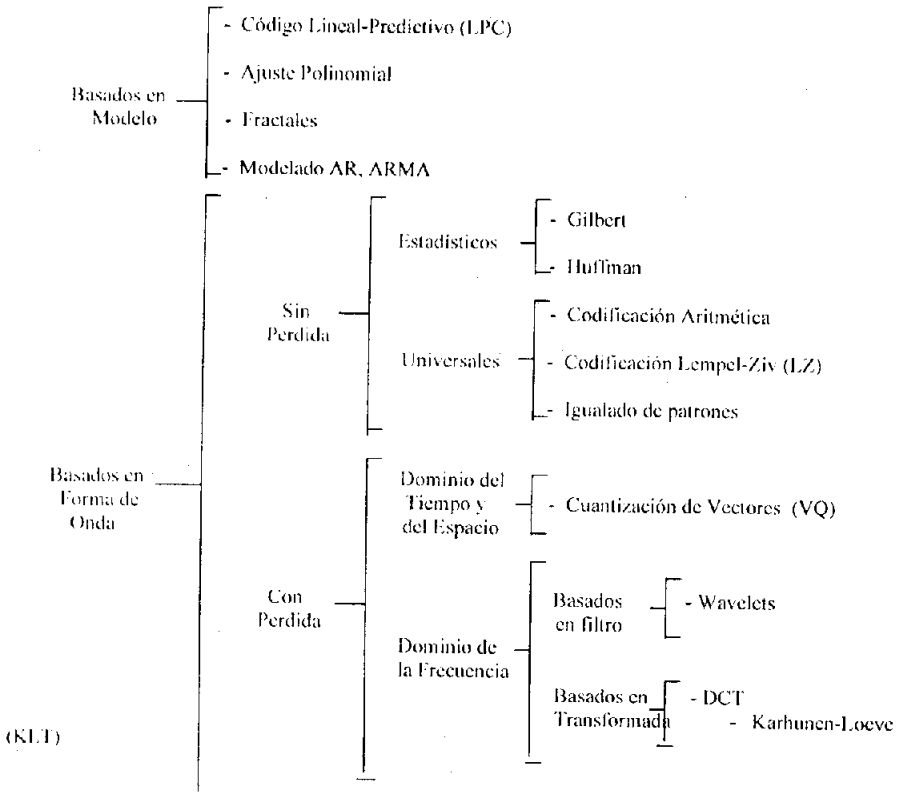 - Código Lineal-Predictivo (LPC)
- Ajuste Polinomial
Basados en
Modelo
- Fractales
- Modelado AR, ARMA
- Gilbert
Estadísticos
- Huffman
Sin
Perdida
- Codificación Aritmética
Universales
- Codificación Lempel-Ziv (LZ)
- Igualado de patrones
Basados en
Forma de
Onda
Dominio del
Tiempo y
del Espacio
- Cuantización de Vectores (VQ)
Con
Perdida
Basados
en filtro
- Wavelets
Dominio de
la Frecuencia
Basados en
Transformada
- DCT
- Karhunen-Loeve
(KLT)